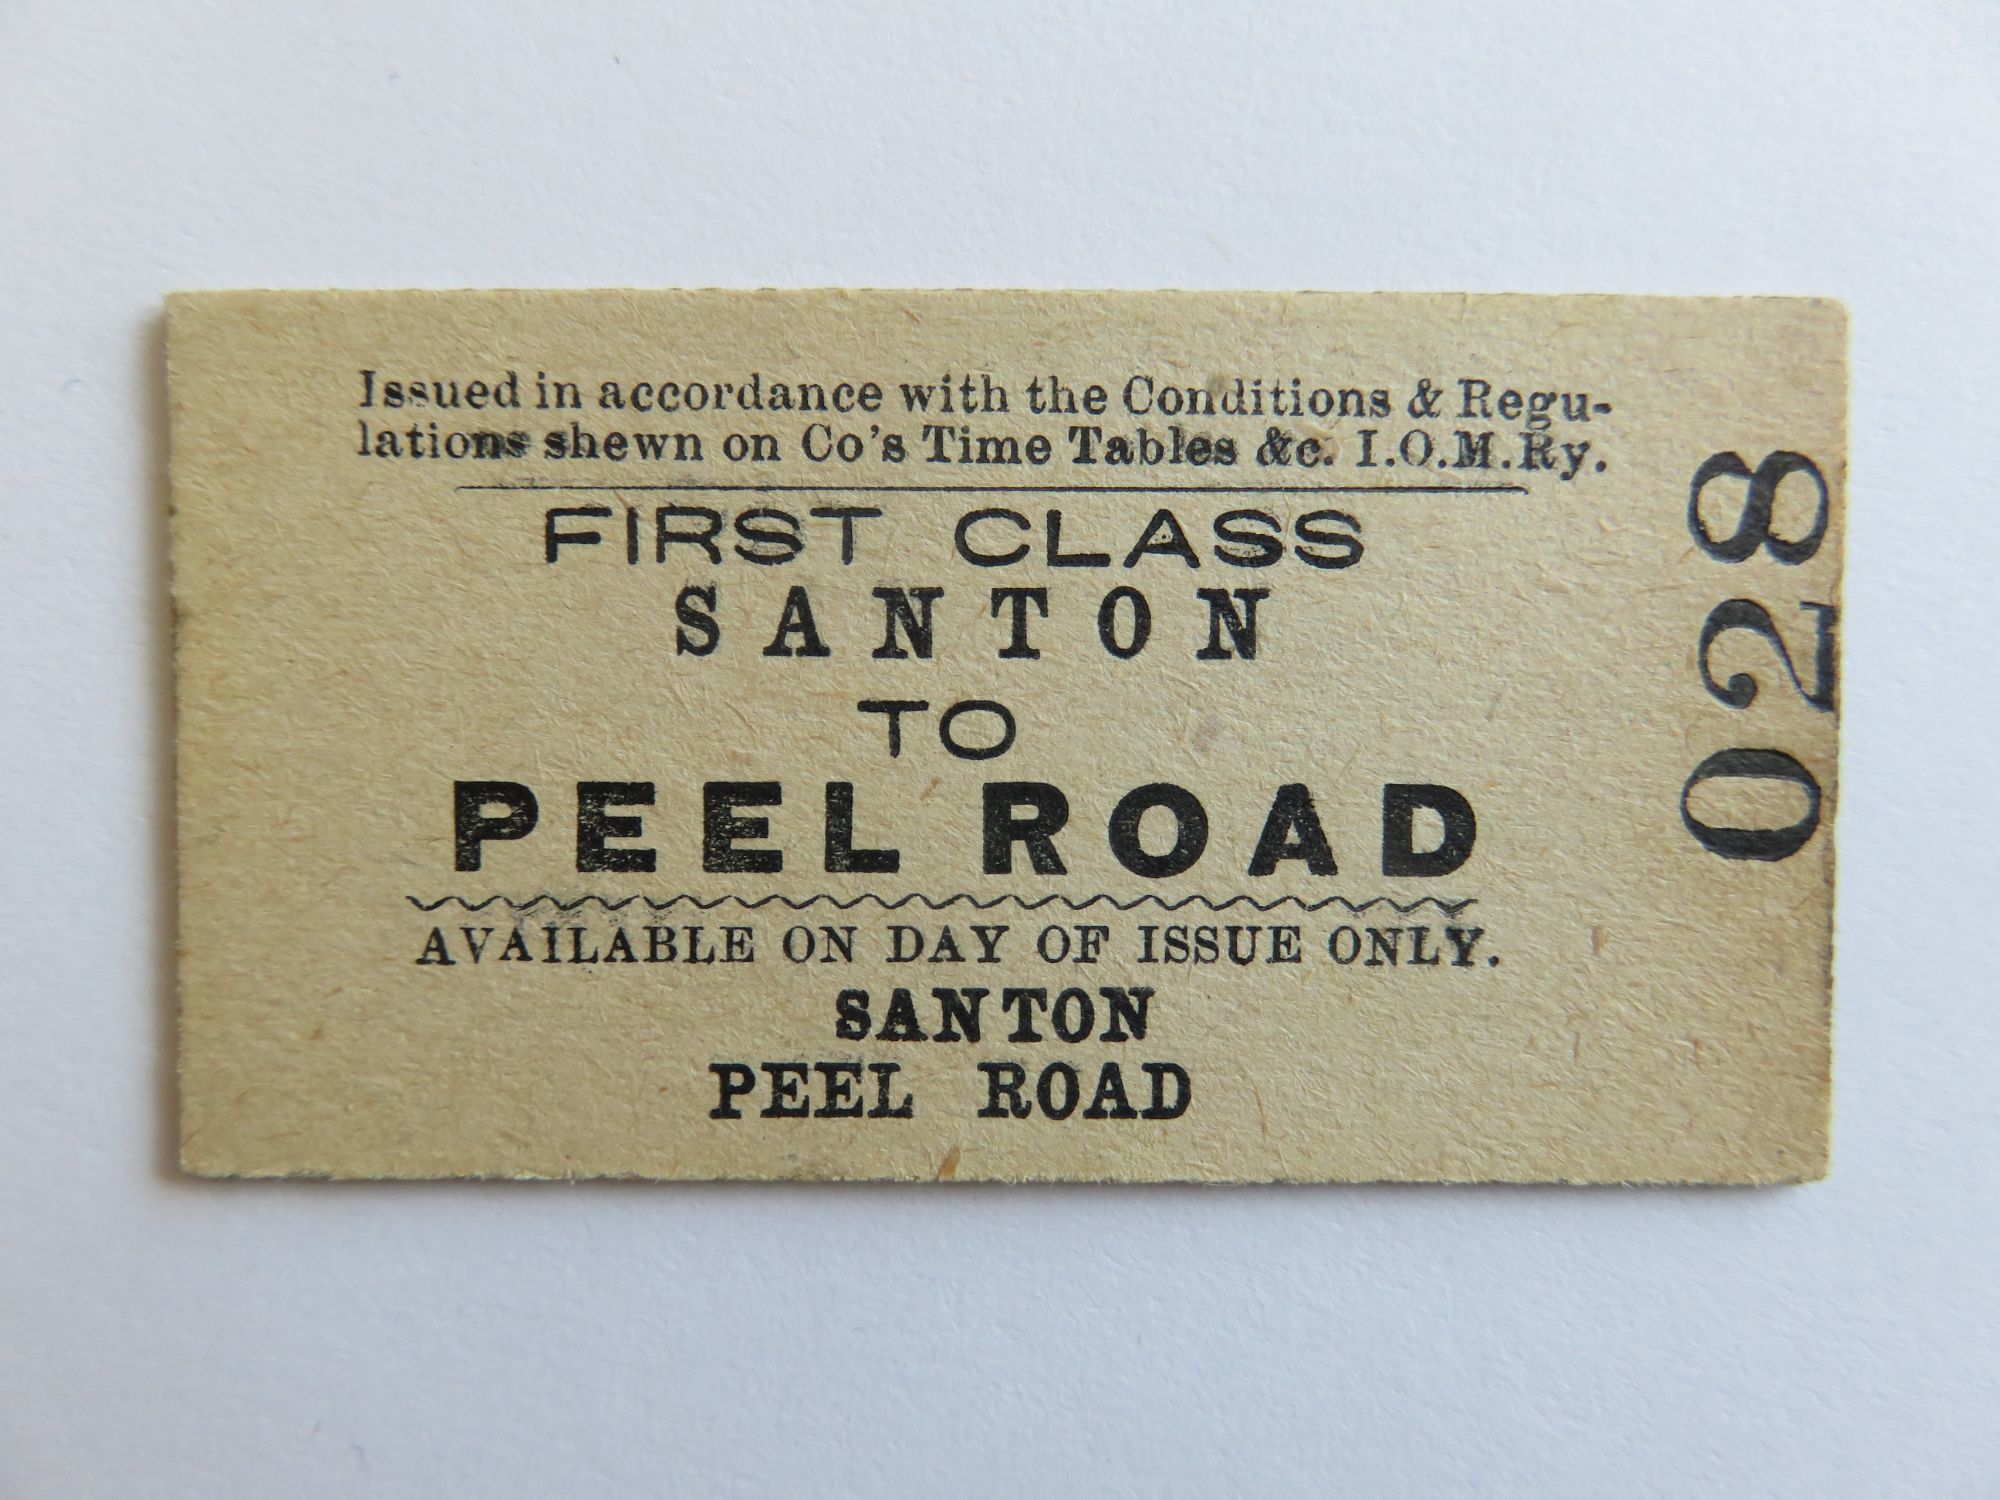 Issued in accordance with the Conditions & Regu-
lations shewn on Co's Time Tables &c. I.O.M.Ry.
FIRST CLASS
SANTON
TO
PEEL ROAD
AVAILABLE ON DAY OF ISSUE ONLY.
SANTON
PEEL ROAD
028